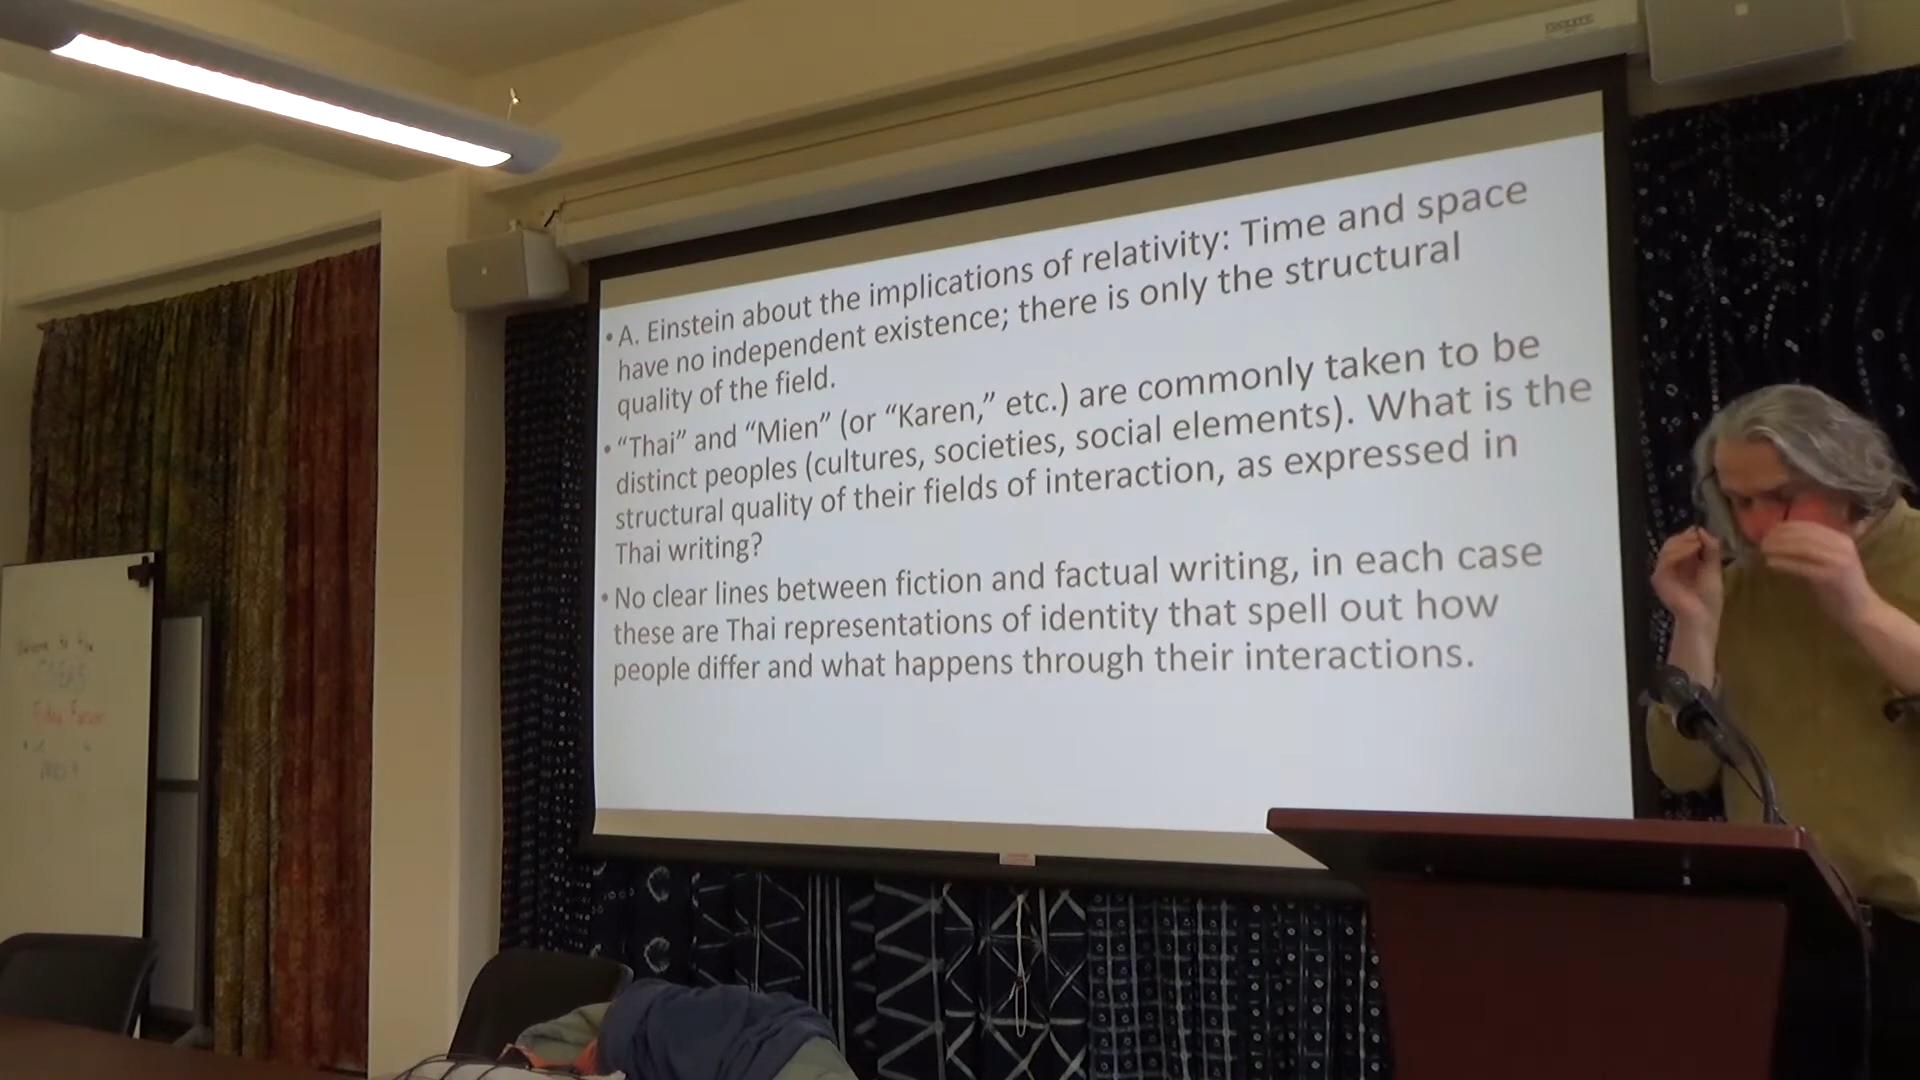 • A. Einstein about the implications of relativity: Time and space
have no independent existence; there is only the structural
quality of the field.
• “Thai” and “Mien” (or “Karen,” etc.) are commonly taken to be
distinct peoples (cultures, societies, social elements). What is the
structural quality of their fields of interaction, as expressed in
Thai writing?
• No clear lines between fiction and factual writing, in each case
these are Thai representations of identity that spell out how
people differ and what happens through their interactions.